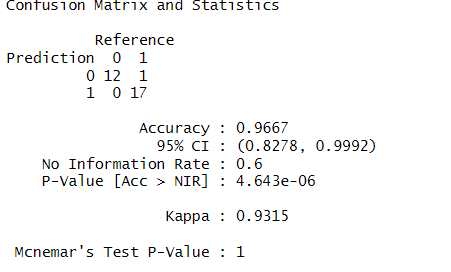 Confusion Matrix and Statistics
Reference
Prediction 0 1
0 12 1
1 0 17
Accuracy : 0.9667
95% CI : (0.8278, 0.9992)
No Information Rate : 0.6
P-Value [Acc > NIR] : 4.643e-06
Kappa : 0.9315
Mcnemar's Test P-Value : 1